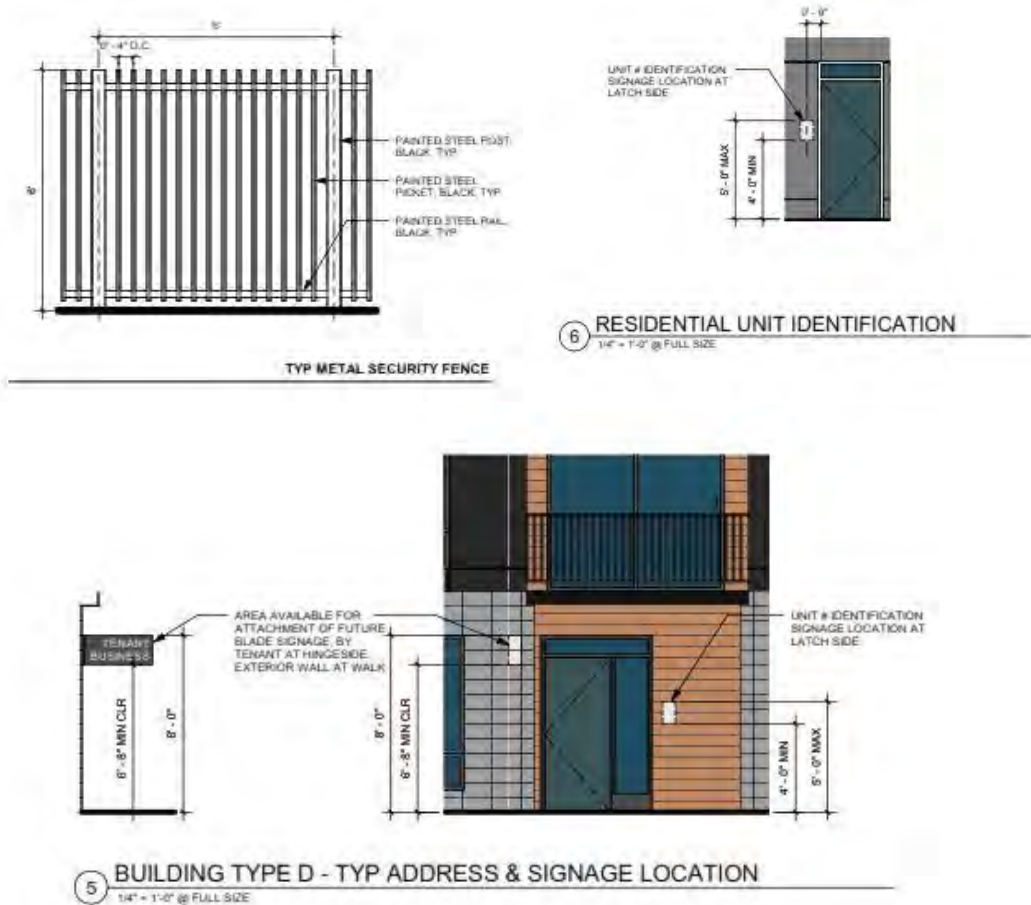 6'
0' - 4" O.C.
6'
PAINTED STEEL POST,
BLACK, TYP
PAINTED STEEL
PICKET, BLACK, TYP
PAINTED STEEL RAIL,
BLACK, TYP
TYP METAL SECURITY FENCE
0' - 9"
UNIT # IDENTIFICATION
SIGNAGE LOCATION AT
LATCH SIDE
5' - 0" MAX
4' - 0" MIN
6
RESIDENTIAL UNIT IDENTIFICATION
1/4" = 1'-0" @ FULL SIZE
TENANT
BUSINESS
6' - 8" MIN CLR
8' - 0"
AREA AVAILABLE FOR
ATTACHMENT OF FUTURE
BLADE SIGNAGE, BY
TENANT AT HINGESIDE
EXTERIOR WALL AT WALK
8' - 0"
6' - 8" MIN CLR
UNIT # IDENTIFICATION
SIGNAGE LOCATION AT
LATCH SIDE
4' - 0" MIN
5' - 0" MAX
5
BUILDING TYPE D - TYP ADDRESS & SIGNAGE LOCATION
1/4" = 1'-0" @ FULL SIZE